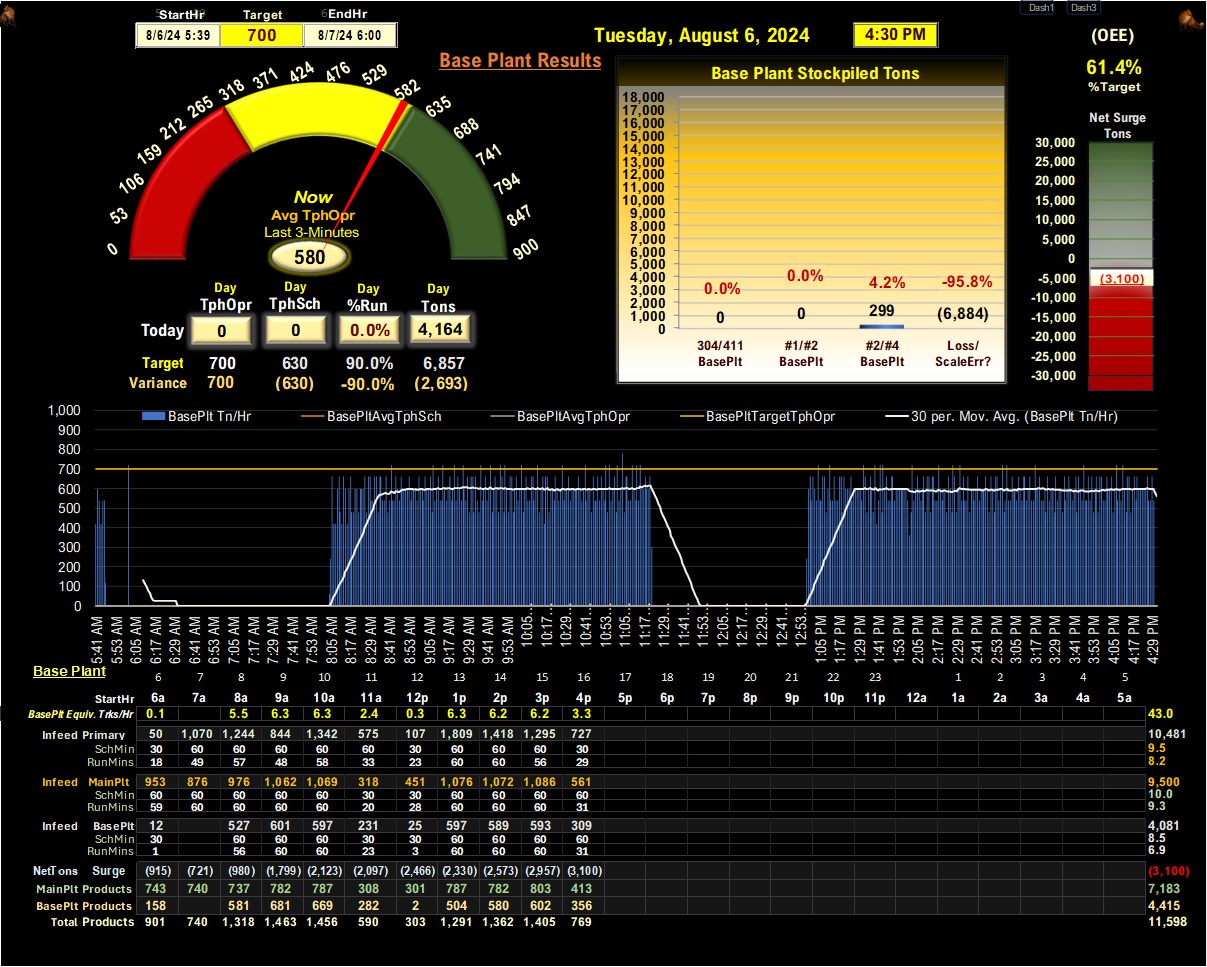 Dash1 Dash3
StartHr Target EndHr
8/6/24 5:39 700 8/7/24 6:00
Tuesday, August 6, 2024 4:30 PM
(OEE)
61.4%
%Target
Base Plant Results
Base Plant Stockpiled Tons
Net Surge
Tons
0 53 106 159 212 265 318 371 424 476 529 582 635 688 741 794 847 900
Now
Avg TphOpr
Last 3-Minutes
580
18,000
17,000
16,000
15,000
14,000
13,000
12,000
11,000
10,000
9,000
8,000
7,000
6,000
5,000
4,000
3,000
2,000
1,000
0
0.0% 0.0% 4.2% -95.8%
0 0 299 (6,884)
304/411 #1/#2 #2/#4 Loss/
BasePlt BasePlt BasePlt ScaleErr?
30,000
25,000
20,000
15,000
10,000
5,000
0
-5,000 (3,100)
-10,000
-15,000
-20,000
-25,000
-30,000
Day Day Day Day
TphOpr TphSch %Run Tons
Today 0 0 0.0% 4,164
Target 700 630 90.0% 6,857
Variance 700 (630) -90.0% (2,693)
BasePlt Tn/Hr BasePltAvgTphSch BasePltAvgTphOpr BasePltTargetTphOpr 30 per. Mov. Avg. (BasePlt Tn/Hr)
1,000
900
800
700
600
500
400
300
200
100
0
5:41 AM 5:53 AM 6:05 AM 6:17 AM 6:29 AM 6:41 AM 6:53 AM 7:05 AM 7:17 AM 7:29 AM 7:41 AM 7:53 AM 8:05 AM 8:17 AM 8:29 AM 8:41 AM 8:53 AM 9:05 AM 9:17 AM 9:29 AM 9:41 AM 9:53 AM 10:05… 10:17… 10:29… 10:41… 10:53… 11:05… 11:17… 11:29… 11:41… 11:53… 12:05… 12:17… 12:29… 12:41… 12:53… 1:05 PM 1:17 PM 1:29 PM 1:41 PM 1:53 PM 2:05 PM 2:17 PM 2:29 PM 2:41 PM 2:53 PM 3:05 PM 3:17 PM 3:29 PM 3:41 PM 3:53 PM 4:05 PM 4:17 PM 4:29 PM
Base Plant
6 7 8 9 10 11 12 13 14 15 16 17 18 19 20 21 22 23 1 2 3 4 5
StartHr 6a 7a 8a 9a 10a 11a 12p 1p 2p 3p 4p 5p 6p 7p 8p 9p 10p 11p 12a 1a 2a 3a 4a 5a
BasePlt Equiv. Trks/Hr 0.1 5.5 6.3 6.3 2.4 0.3 6.3 6.2 6.2 3.3 43.0
Infeed Primary 50 1,070 1,244 844 1,342 575 107 1,809 1,418 1,295 727 10,481
SchMin 30 60 60 60 60 30 30 60 60 60 30 9.5
RunMins 18 49 57 48 58 33 23 60 60 56 29 8.2
Infeed MainPlt 953 876 976 1,062 1,069 318 451 1,076 1,072 1,086 561 9,500
SchMin 60 60 60 60 60 30 30 60 60 60 60 10.0
RunMins 59 60 60 60 60 20 28 60 60 60 31 9.3
Infeed BasePlt 12 527 601 597 231 25 597 589 593 309 4,081
SchMin 30 60 60 60 30 30 60 60 60 60 8.5
RunMins 1 56 60 60 23 3 60 60 60 31 6.9
NetTons Surge (915) (721) (980) (1,799) (2,123) (2,097) (2,466) (2,330) (2,573) (2,957) (3,100) (3,100)
MainPlt Products 743 740 737 782 787 308 301 787 782 803 413 7,183
BasePlt Products 158 581 681 669 282 2 504 580 602 356 4,415
Total Products 901 740 1,318 1,463 1,456 590 303 1,291 1,362 1,405 769 11,598